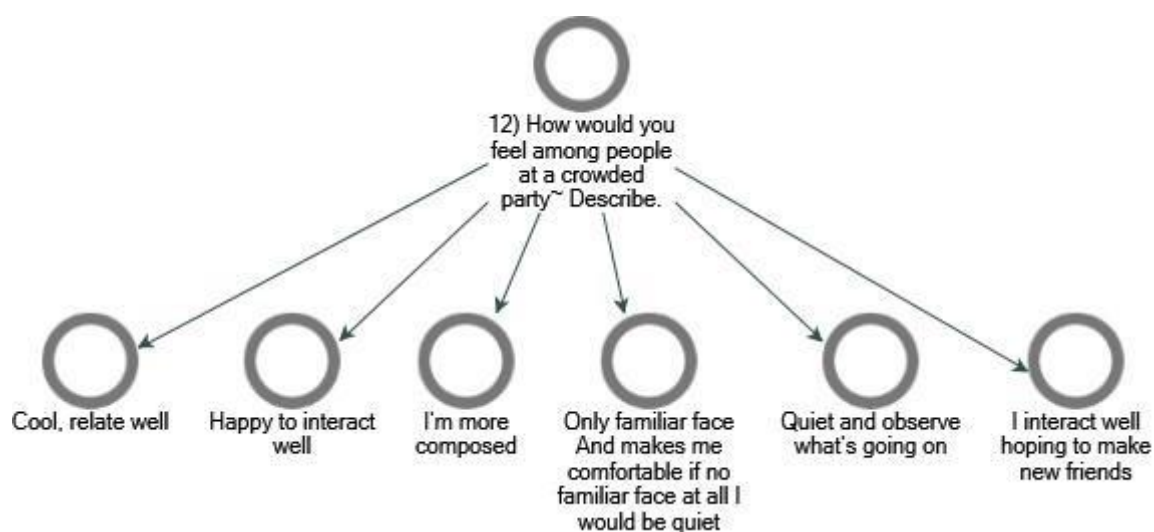 12) How would you
feel among people
at a crowded
party~ Describe.
Cool, relate well
Happy to interact
well
I'm more
composed
Only familiar face
And makes me
comfortable if no
familiar face at all I
would be quiet
Quiet and observe
what's going on
I interact well
hoping to make
new friends